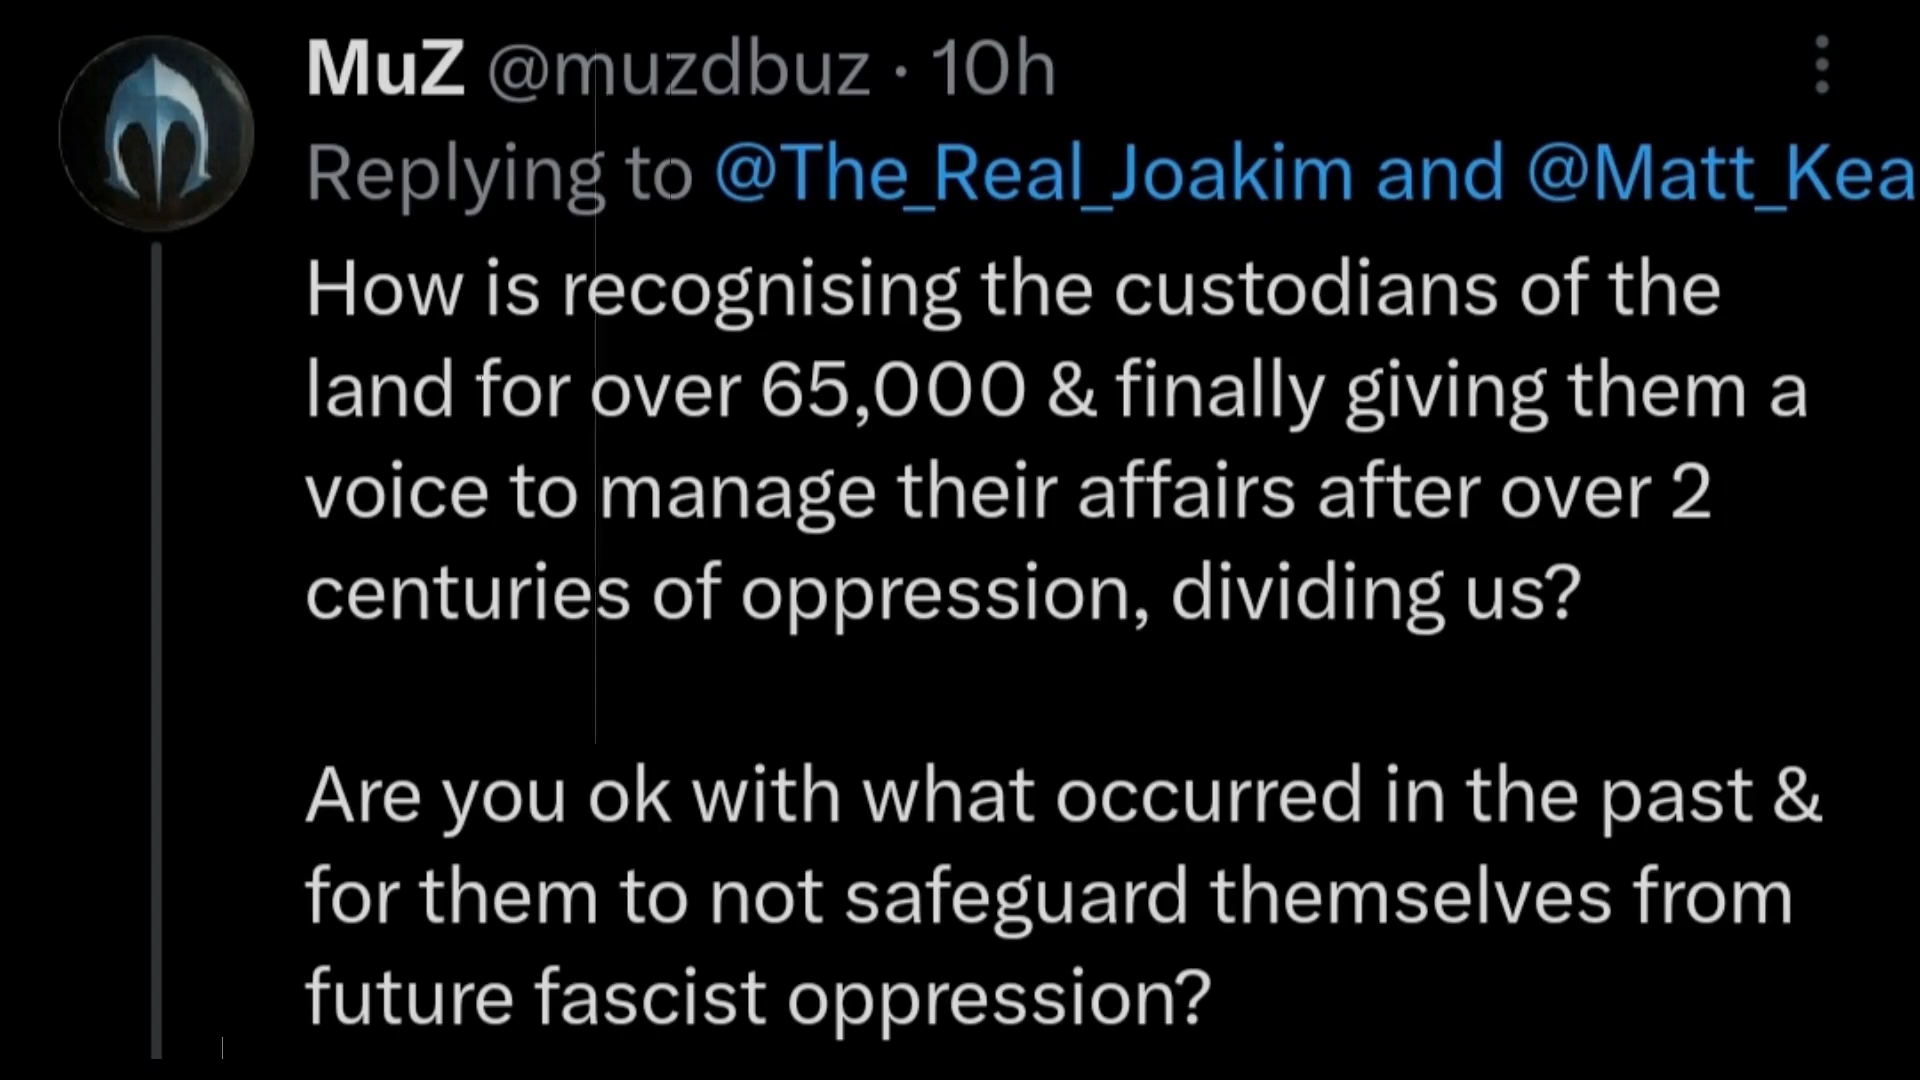 MuZ @muzdbuz · 10h
Replying to @The_Real_Joakim and @Matt_Kea
How is recognising the custodians of the
land for over 65,000 & finally giving them a
voice to manage their affairs after over 2
centuries of oppression, dividing us?
Are you ok with what occurred in the past &
for them to not safeguard themselves from
future fascist oppression?